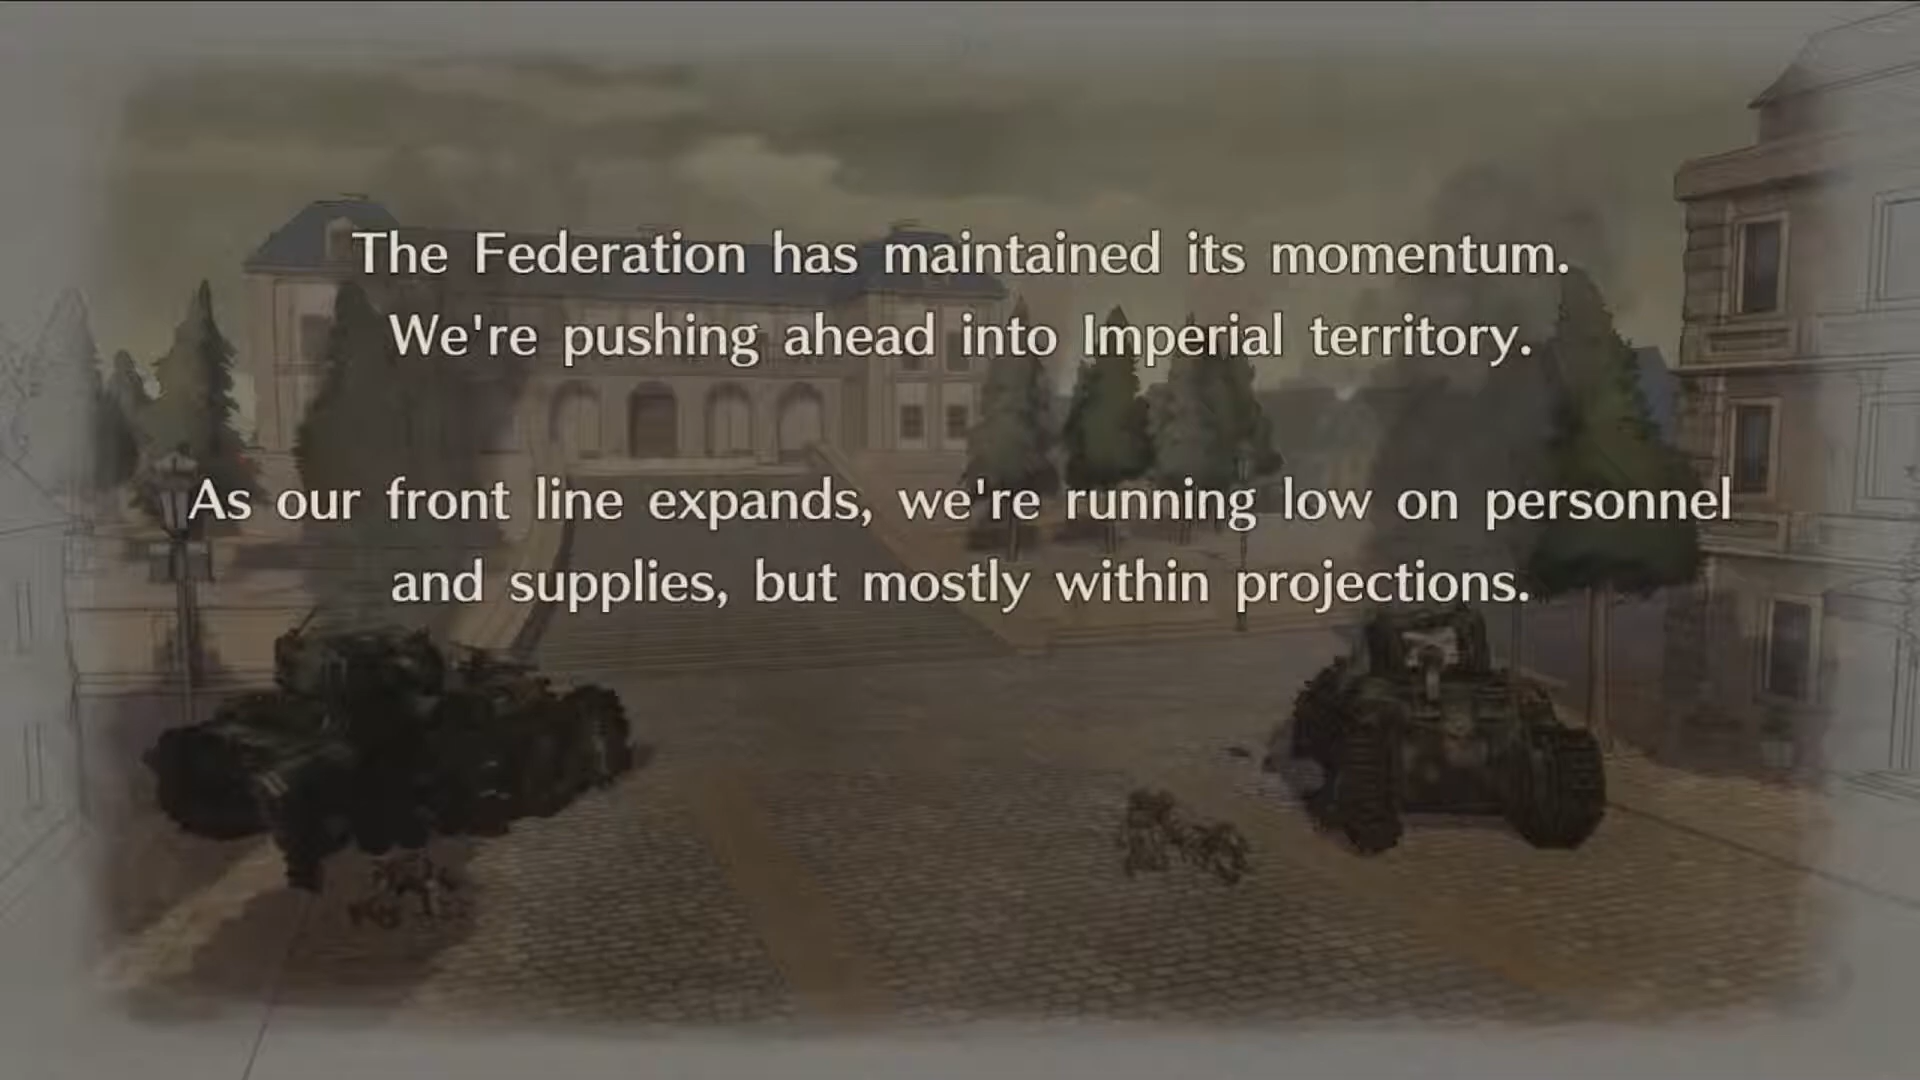 The Federation has maintained its momentum.
We're pushing ahead into Imperial territory.
As our front line expands, we're running low on personnel
and supplies, but mostly within projections.